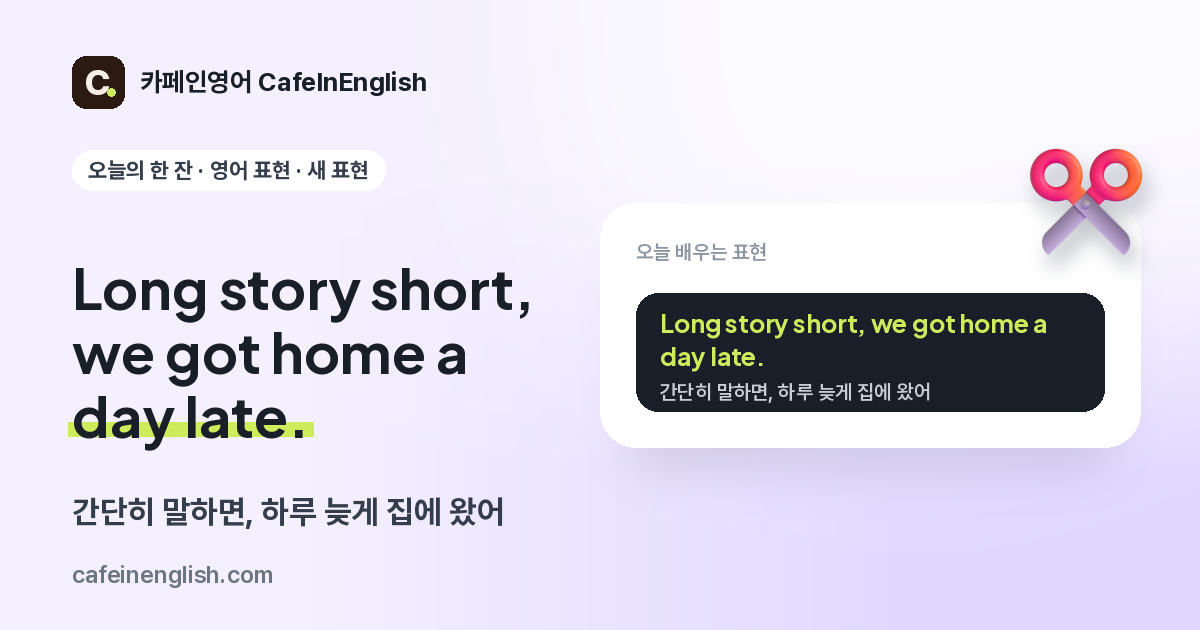 C
카페인영어 CafeInEnglish
오늘의 한 잔 · 영어 표현 · 새 표현
Long story short,
we got home a
day late.
간단히 말하면, 하루 늦게 집에 왔어
cafeinenglish.com
오늘 배우는 표현
Long story short, we got home a
day late.
간단히 말하면, 하루 늦게 집에 왔어